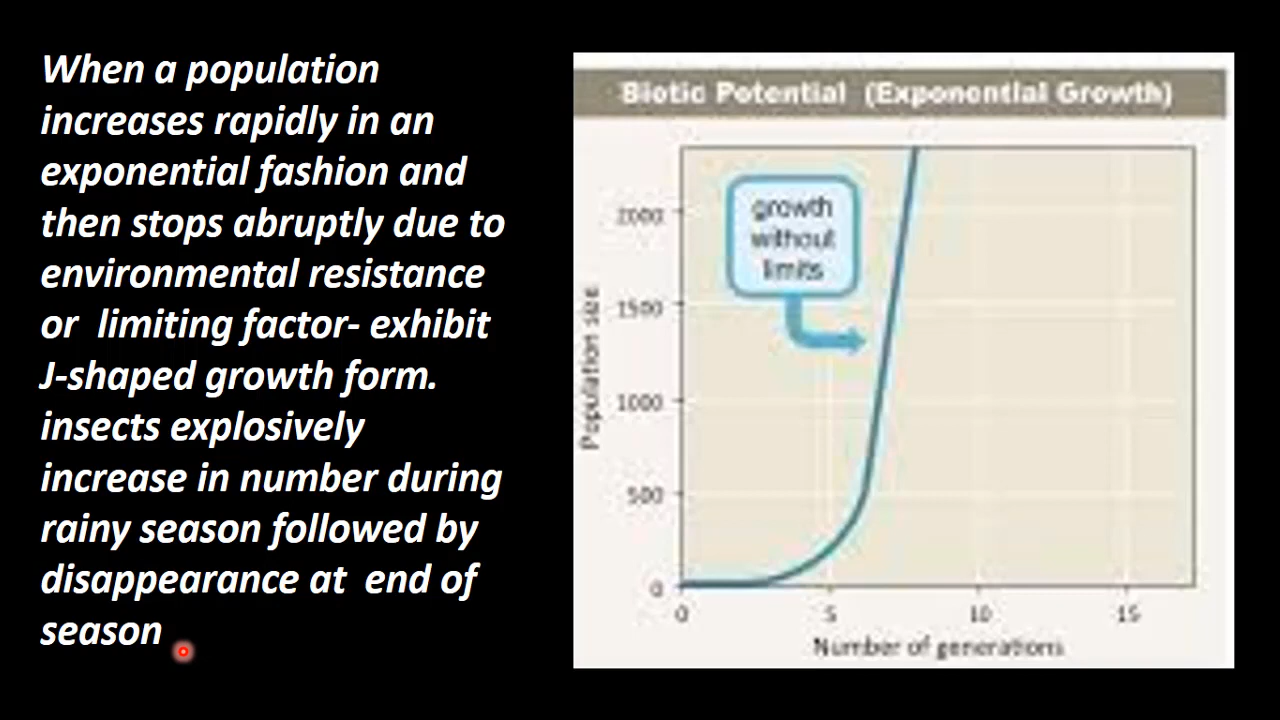 When a population
increases rapidly in an
exponential fashion and
then stops abruptly due to
environmental resistance
or limiting factor- exhibit
J-shaped growth form.
insects explosively
increase in number during
rainy season followed by
disappearance at end of
season
Biotic Potential (Exponential Growth)
growth
without
limits
Population size
2000
1500
1000
500
0
0 5 10 15
Number of generations